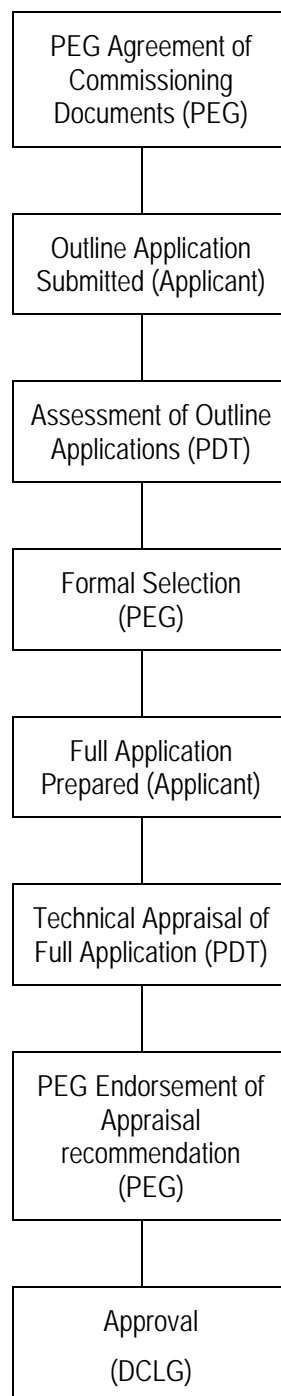 PEG Agreement of
Commissioning
Documents (PEG)
Outline Application
Submitted (Applicant)
Assessment of Outline
Applications (PDT)
Formal Selection
(PEG)
Full Application
Prepared (Applicant)
Technical Appraisal of
Full Application (PDT)
PEG Endorsement of
Appraisal
recommendation
(PEG)
Approval
(DCLG)